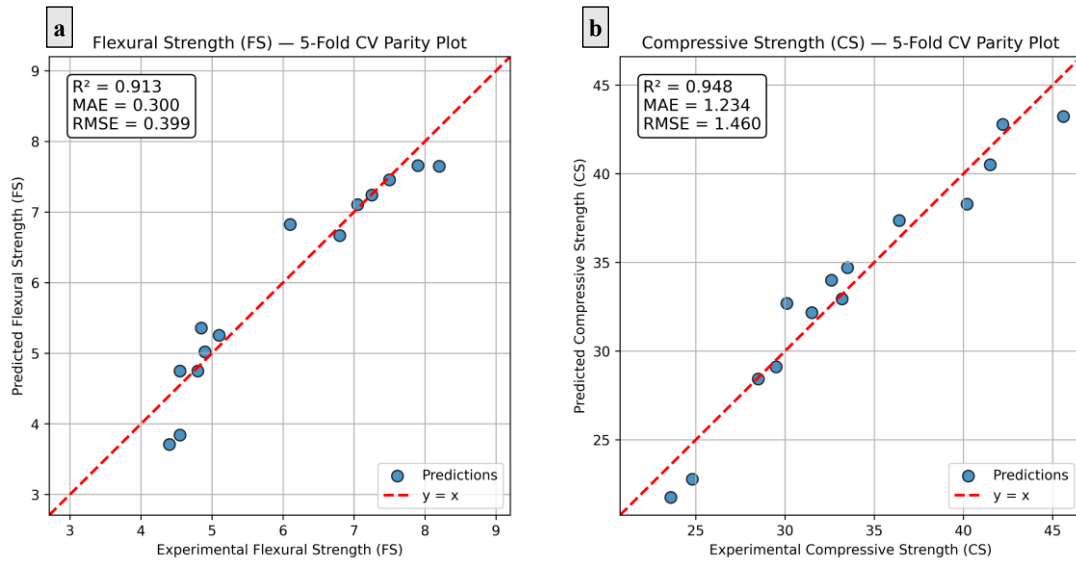 a
Flexural Strength (FS) — 5-Fold CV Parity Plot
R² = 0.913
MAE = 0.300
RMSE = 0.399
9
8
7
6
5
4
3
Predicted Flexural Strength (FS)
Predictions
y = x
3 4 5 6 7 8 9
Experimental Flexural Strength (FS)
b
Compressive Strength (CS) — 5-Fold CV Parity Plot
R² = 0.948
MAE = 1.234
RMSE = 1.460
45
40
35
30
25
Predicted Compressive Strength (CS)
Predictions
y = x
25 30 35 40 45
Experimental Compressive Strength (CS)